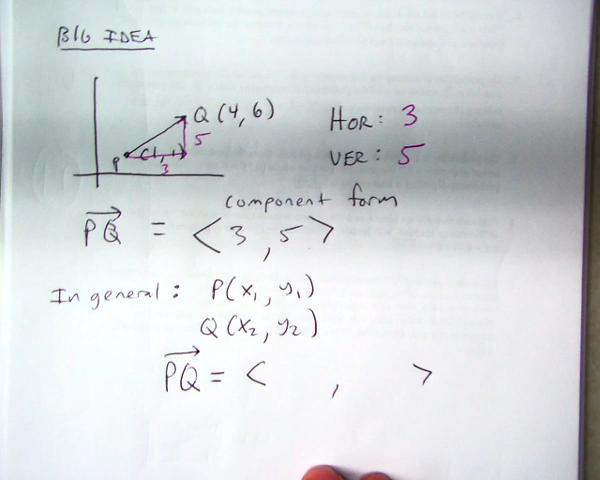 BIG IDEA
Q (4,6)
5
P (1,1)
3
HOR: 3
VER: 5
component form
PQ = <3,5>
In general: P(x₁, y₁)
Q(x₂, y₂)
PQ = < , >